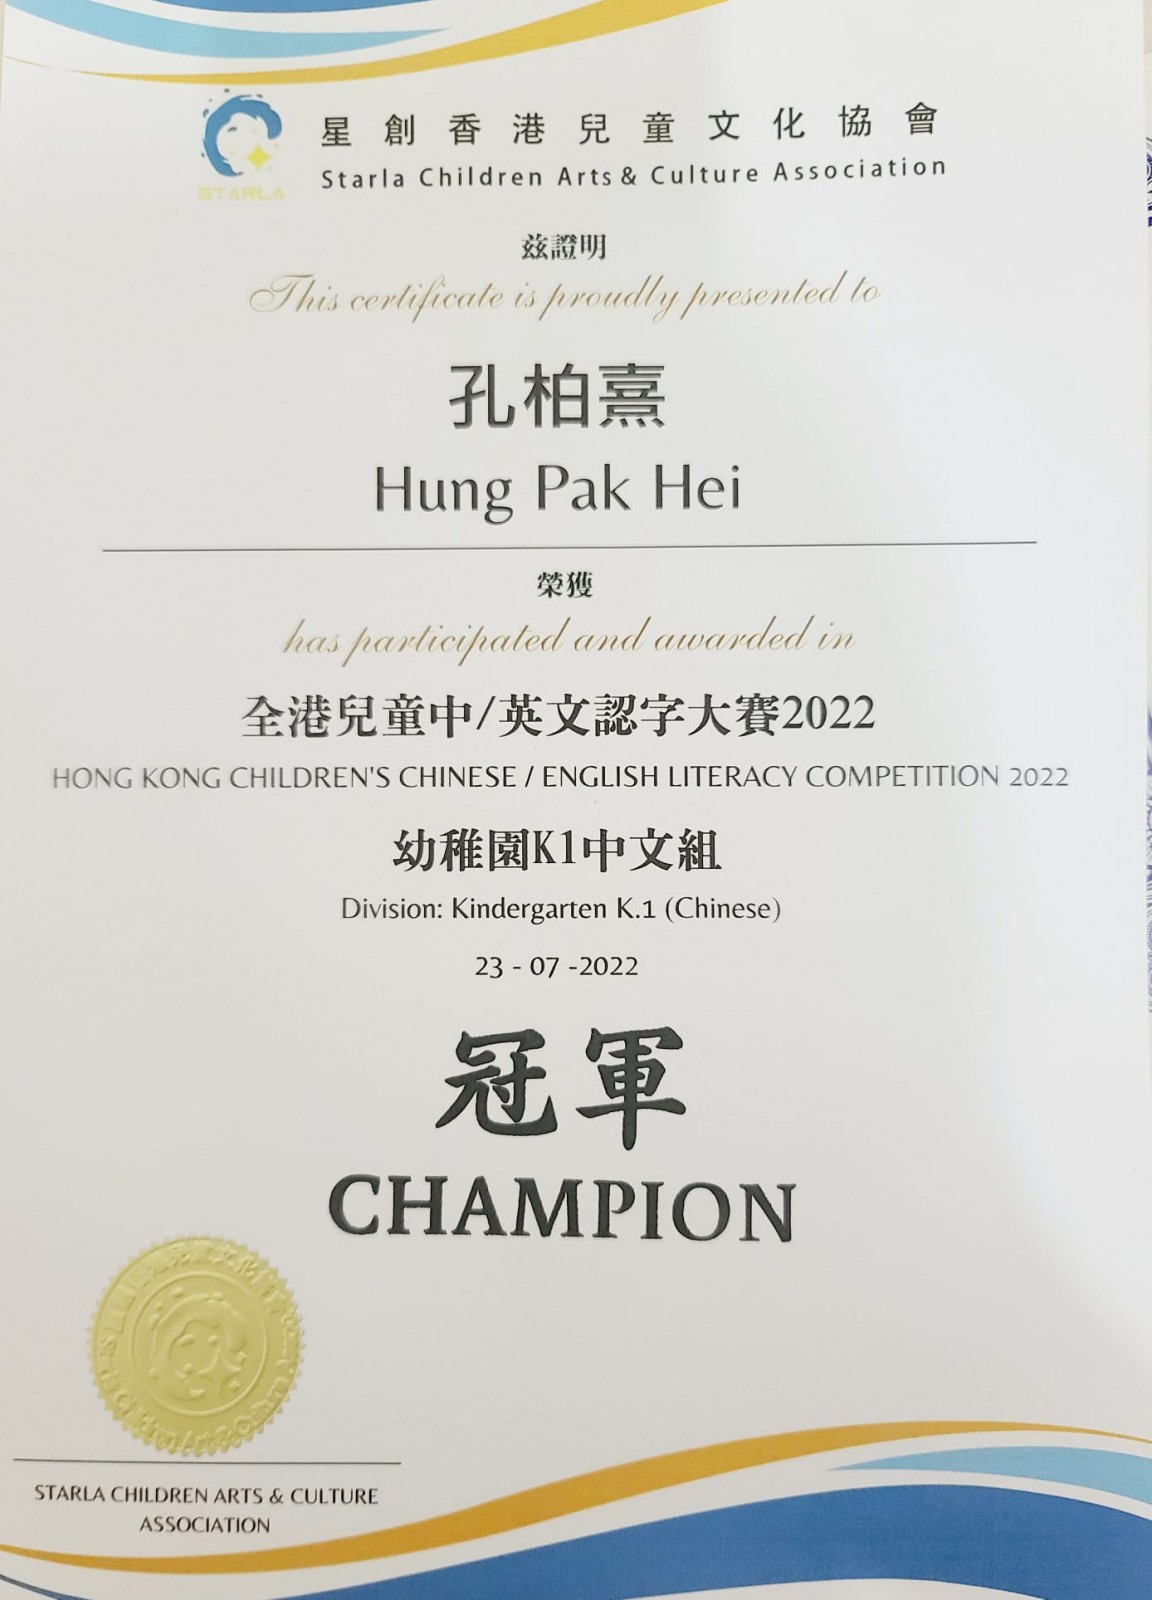 星創香港兒童文化協會
Starla Children Arts & Culture Association
STARLA
茲證明
This certificate is proudly presented to
孔柏熹
Hung Pak Hei
榮獲
has participated and awarded in
全港兒童中/英文認字大賽2022
HONG KONG CHILDREN'S CHINESE / ENGLISH LITERACY COMPETITION 2022
幼稚園K1中文組
Division: Kindergarten K.1 (Chinese)
23 - 07 -2022
冠軍
CHAMPION
STARLA CHILDREN ARTS & CULTURE
ASSOCIATION